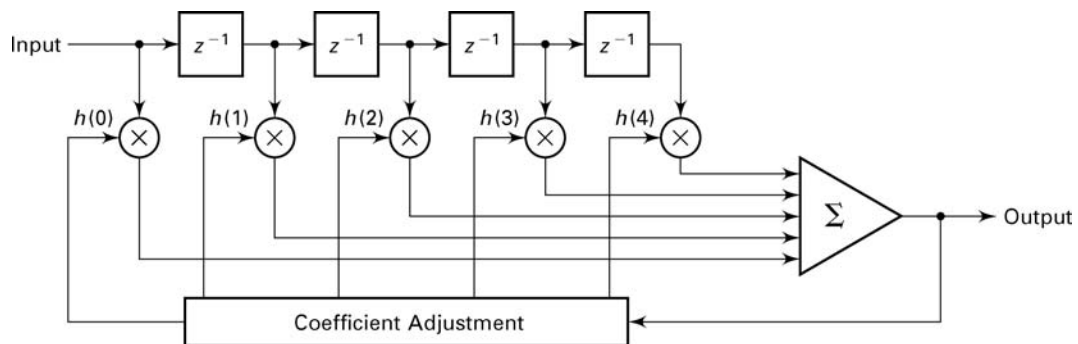 Input
z⁻¹
z⁻¹
z⁻¹
z⁻¹
h(0)
h(1)
h(2)
h(3)
h(4)
×
×
×
×
×
Σ
Output
Coefficient Adjustment